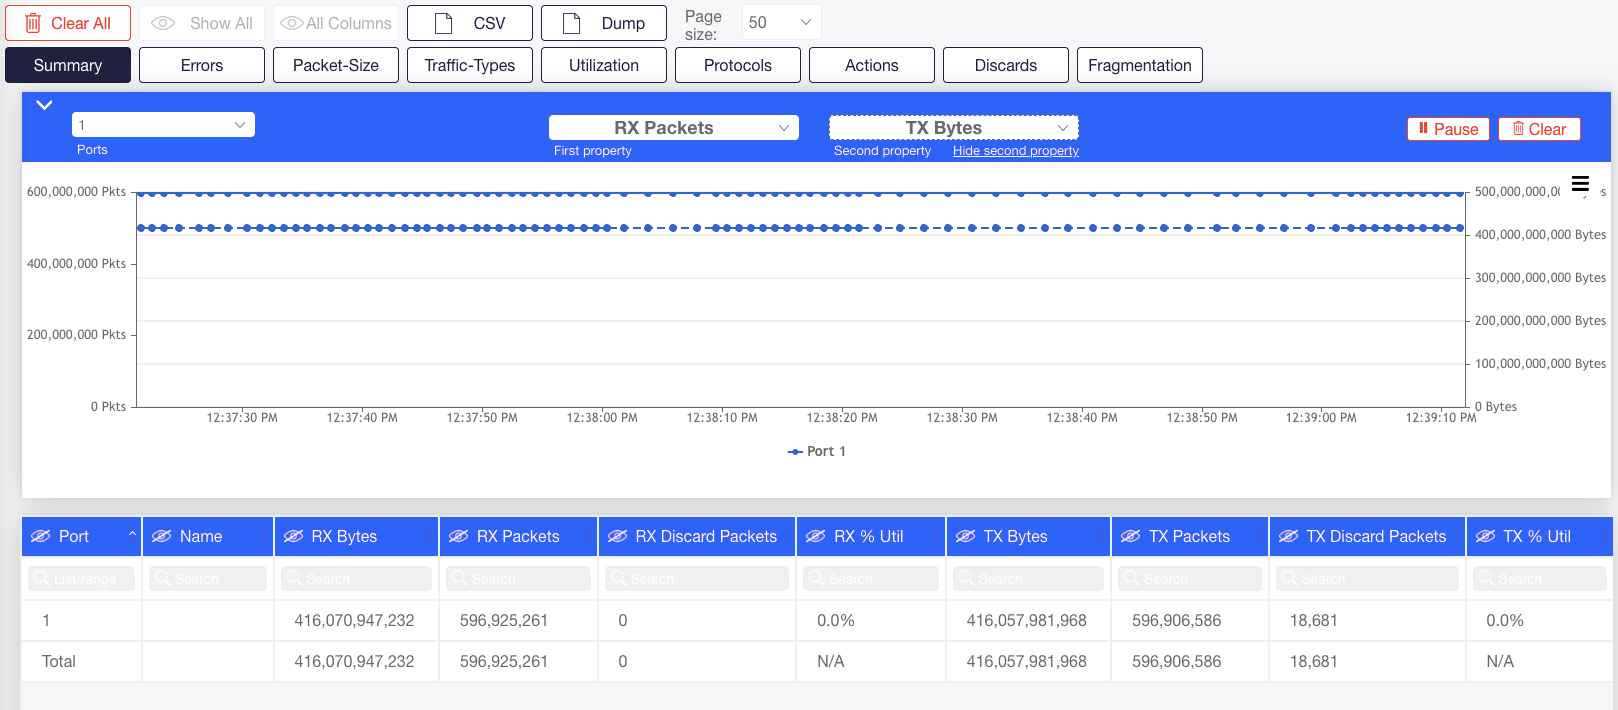 Clear All Show All All Columns CSV Dump Page size: 50
Summary Errors Packet-Size Traffic-Types Utilization Protocols Actions Discards Fragmentation
1 RX Packets TX Bytes Pause Clear
Ports First property Second property Hide second property
600,000,000 Pkts
400,000,000 Pkts
200,000,000 Pkts
0 Pkts
400,000,000,000 Bytes
300,000,000,000 Bytes
200,000,000,000 Bytes
100,000,000,000 Bytes
0 Bytes
12:37:30 PM 12:37:40 PM 12:37:50 PM 12:38:00 PM 12:38:10 PM 12:38:20 PM 12:38:30 PM 12:38:40 PM 12:38:50 PM 12:39:00 PM 12:39:10 PM
Port 1
Port Name RX Bytes RX Packets RX Discard Packets RX % Util TX Bytes TX Packets TX Discard Packets TX % Util
List/range Search Search Search Search Search Search Search Search Search
1 416,070,947,232 596,925,261 0 0.0% 416,057,981,968 596,906,586 18,681 0.0%
Total 416,070,947,232 596,925,261 0 N/A 416,057,981,968 596,906,586 18,681 N/A